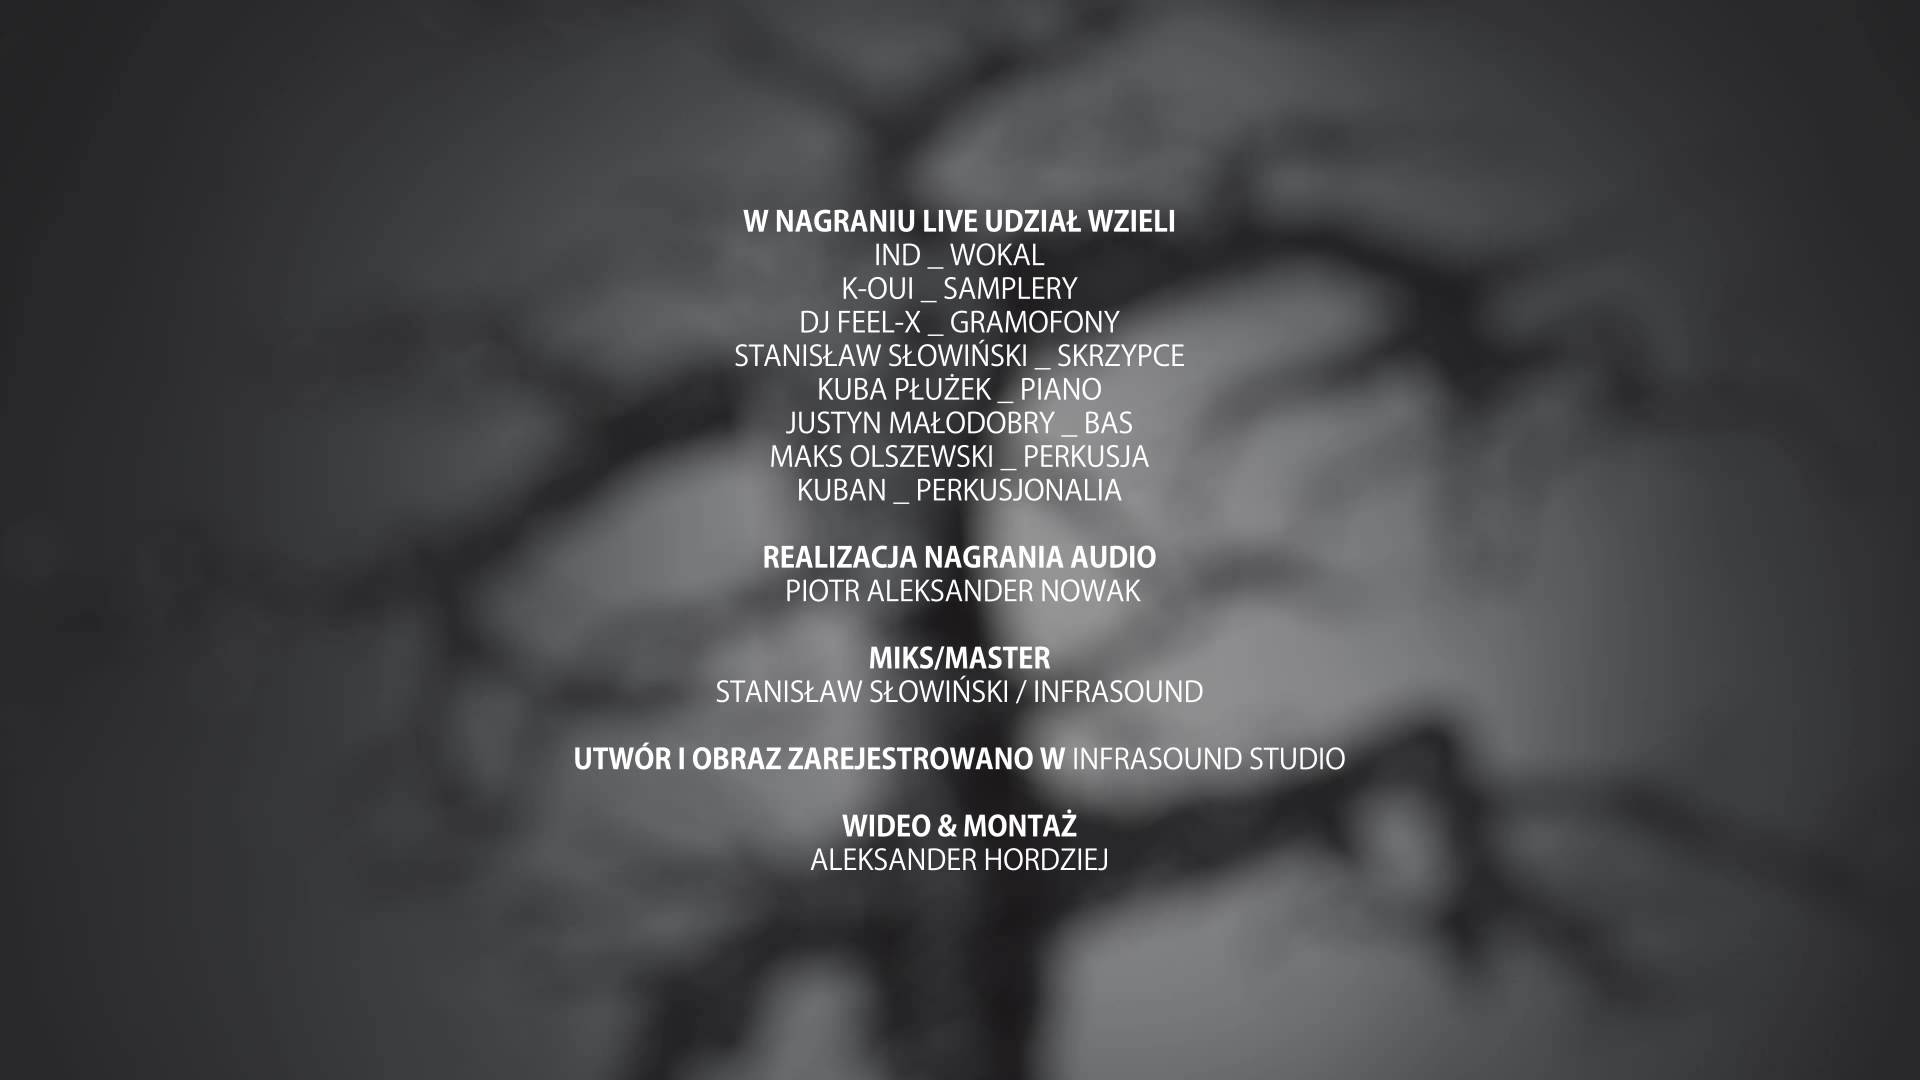 W NAGRANIU LIVE UDZIAŁ WZIELI
IND _ WOKAL
K-OUI _ SAMPLERY
DJ FEEL-X _ GRAMOFONY
STANISŁAW SŁOWIŃSKI _ SKRZYPCE
KUBA PŁUŻEK _ PIANO
JUSTYN MAŁODOBRY _ BAS
MAKS OLSZEWSKI _ PERKUSJA
KUBAN _ PERKUSJONALIA
REALIZACJA NAGRANIA AUDIO
PIOTR ALEKSANDER NOWAK
MIKS/MASTER
STANISŁAW SŁOWIŃSKI / INFRASOUND
UTWÓR I OBRAZ ZAREJESTROWANO W INFRASOUND STUDIO
WIDEO & MONTAŻ
ALEKSANDER HORDZIEJ